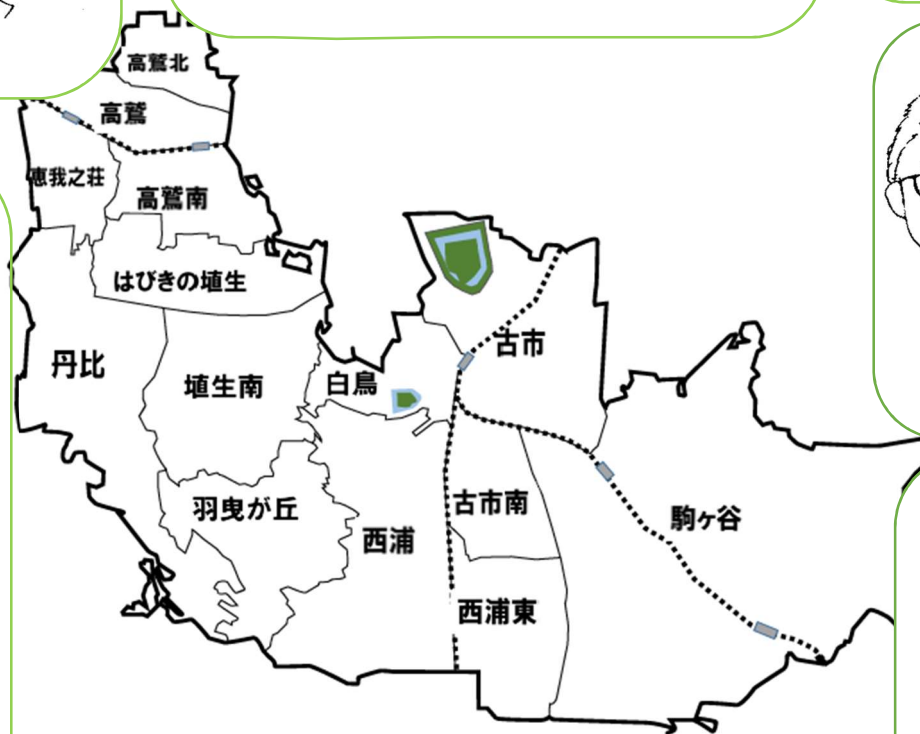 高鷲北
高鷲
恵我之荘
高鷲南
はびきの埴生
丹比
埴生南
白鳥
古市
羽曳が丘
西浦
古市南
駒ヶ谷
西浦東